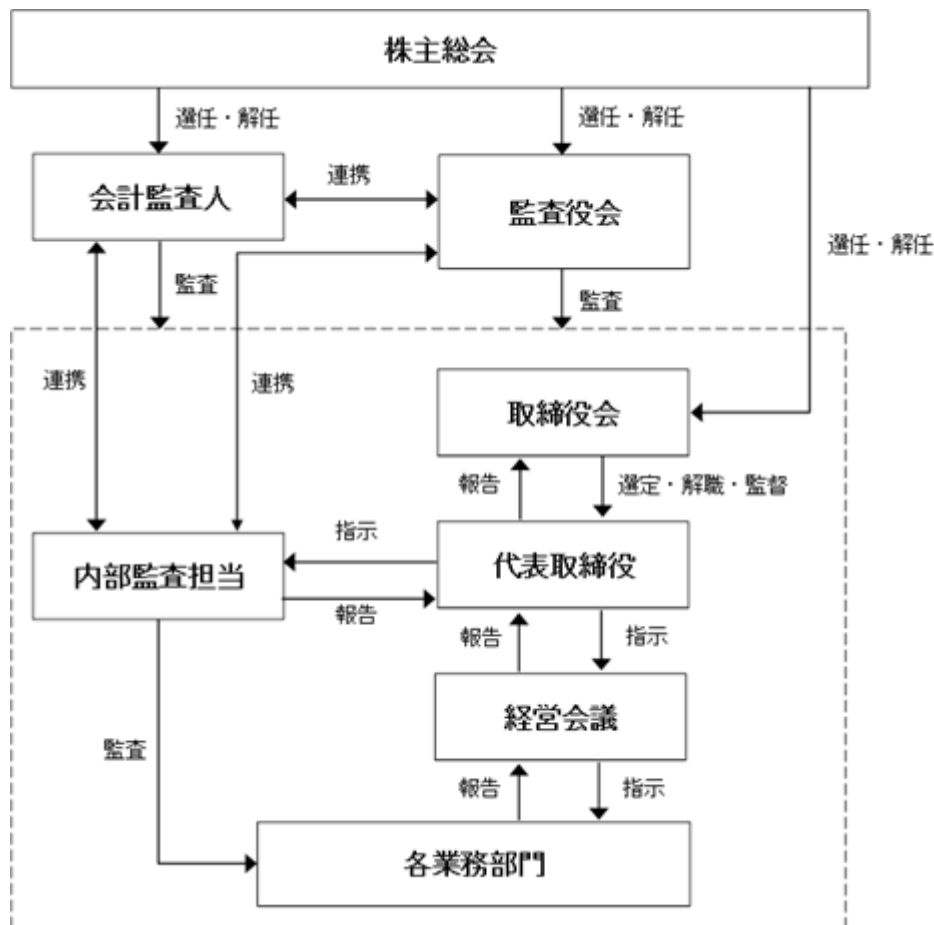 株主総会
選任・解任
選任・解任
会計監査人
連携
監査役会
選任・解任
監査
監査
連携
連携
取締役会
報告
選定・解職・監督
指示
内部監査担当
代表取締役
報告
報告
指示
経営会議
監査
報告
指示
各業務部門